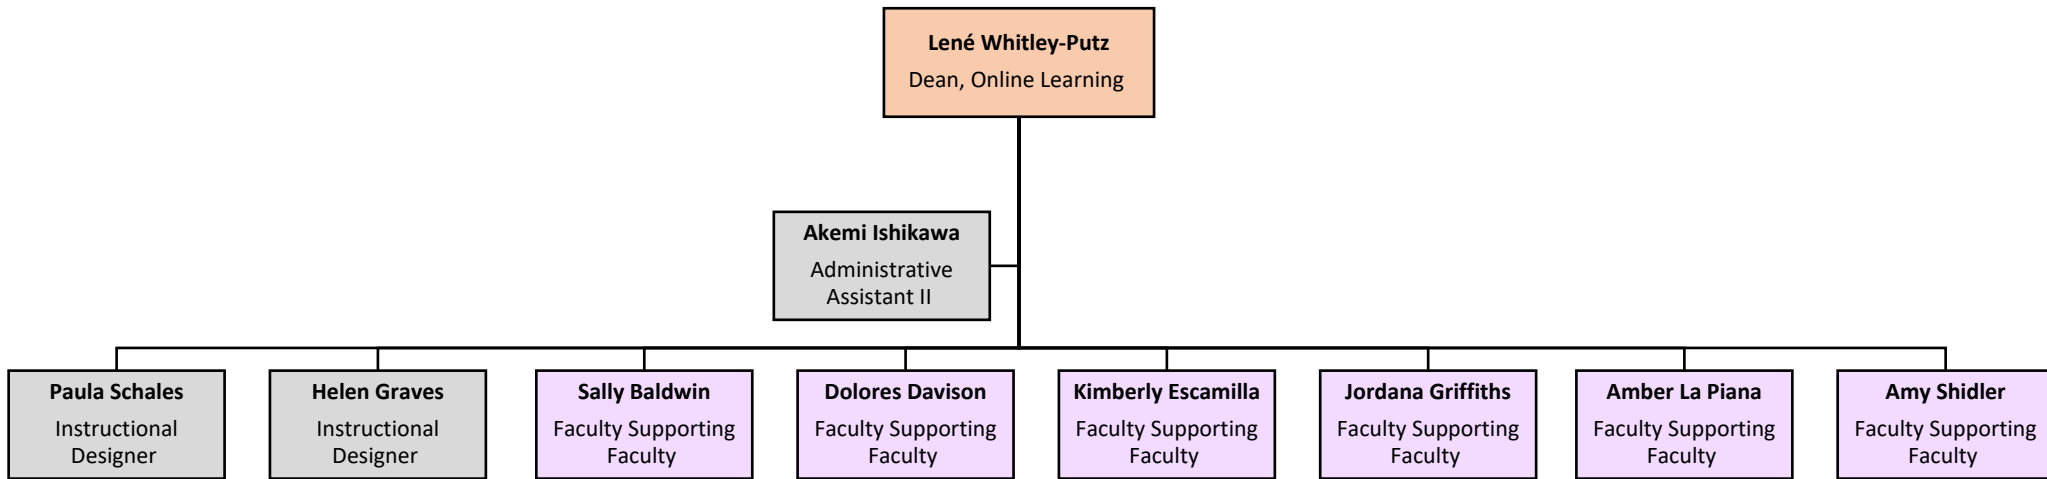 Lené Whitley-Putz
Dean, Online Learning
Akemi Ishikawa
Administrative
Assistant II
Paula Schales
Instructional
Designer
Helen Graves
Instructional
Designer
Sally Baldwin
Faculty Supporting
Faculty
Dolores Davison
Faculty Supporting
Faculty
Kimberly Escamilla
Faculty Supporting
Faculty
Jordana Griffiths
Faculty Supporting
Faculty
Amber La Piana
Faculty Supporting
Faculty
Amy Shidler
Faculty Supporting
Faculty